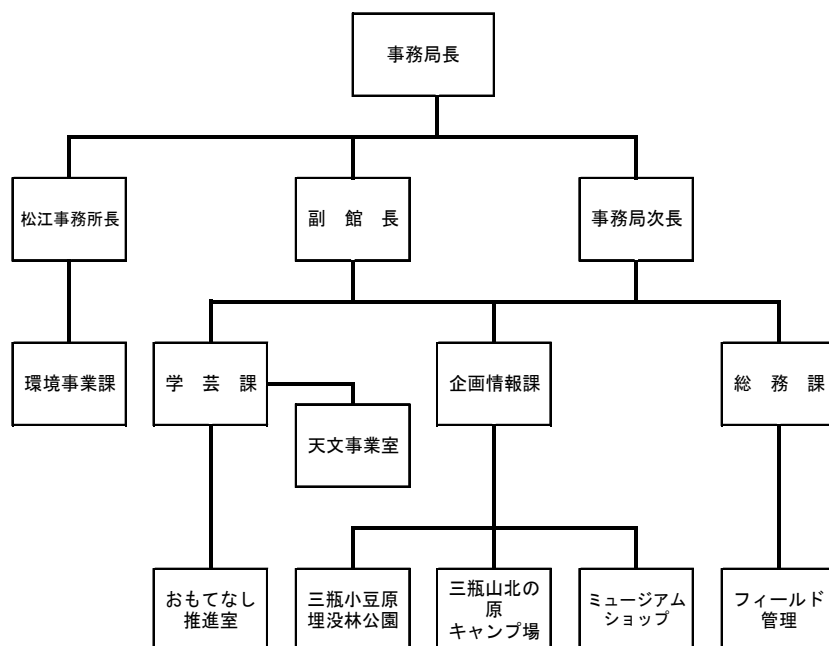 事務局長
松江事務所長
副　館　長
事務局次長
環境事業課
学　芸　課
企画情報課
総　務　課
天文事業室
おもてなし
推進室
三瓶小豆原
埋没林公園
三瓶山北の
原
キャンプ場
ミュージアム
ショップ
フィールド
管理